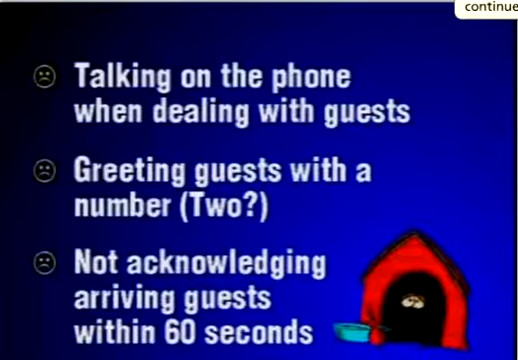 continue
Talking on the phone
when dealing with guests
Greeting guests with a
number (Two?)
Not acknowledging
arriving guests
within 60 seconds